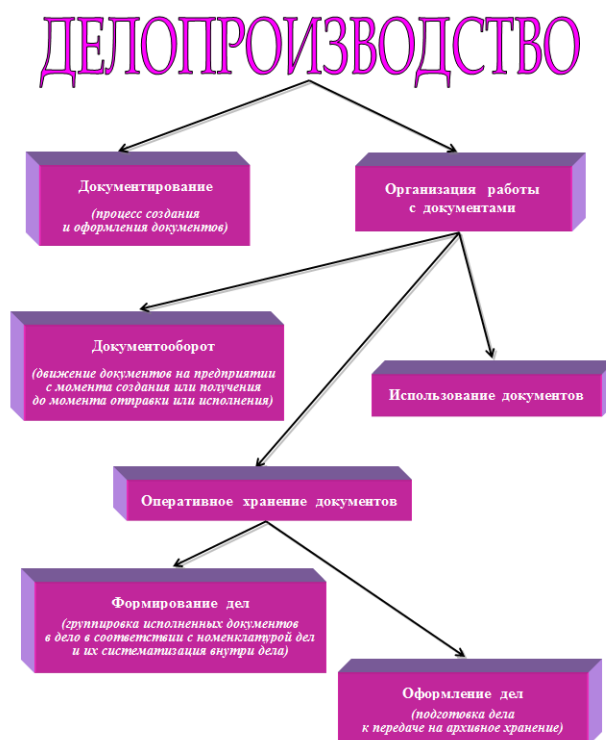 ДЕЛОПРОИЗВОДСТВО
Документирование
(процесс создания
и оформления документов)
Организация работы
с документами
Документооборот
(движение документов на предприятии
с момента создания или получения
до момента отправки или исполнения)
Использование документов
Оперативное хранение документов
Формирование дел
(группировка исполненных документов
в дело в соответствии с номенклатурой дел
и их систематизация внутри дела)
Оформление дел
(подготовка дела
к передаче на архивное хранение)